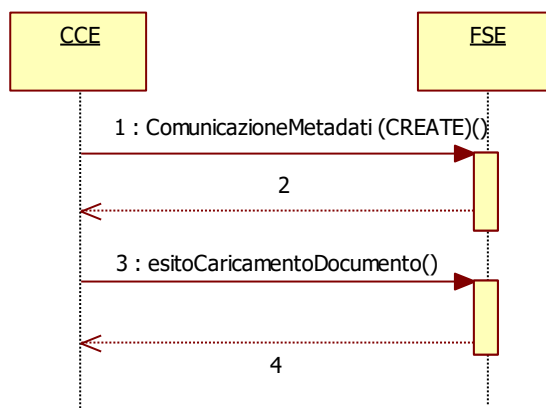 CCE
FSE
1 : ComunicazioneMetadati (CREATE)()
2
3 : esitoCaricamentoDocumento()
4